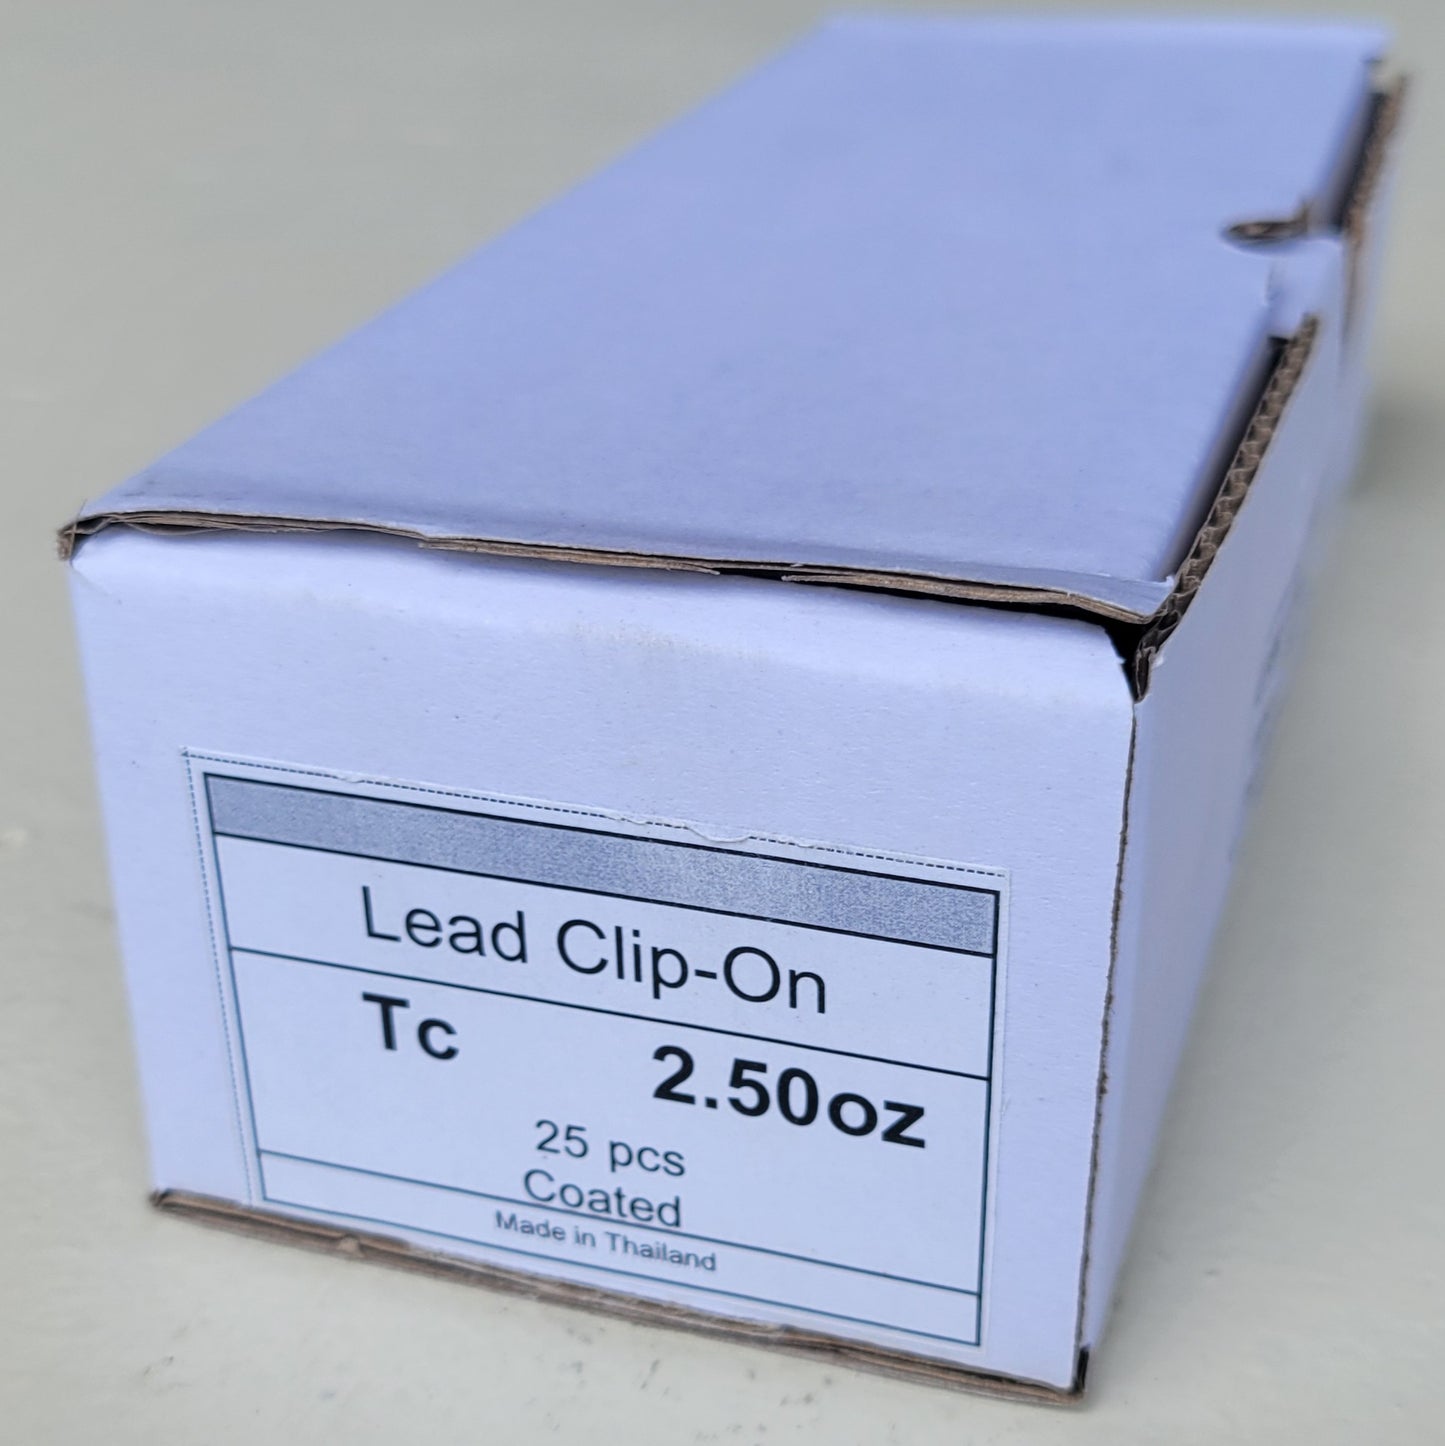 Lead Clip-On
Tc 2.50oz
25 pcs
Coated
Made in Thailand